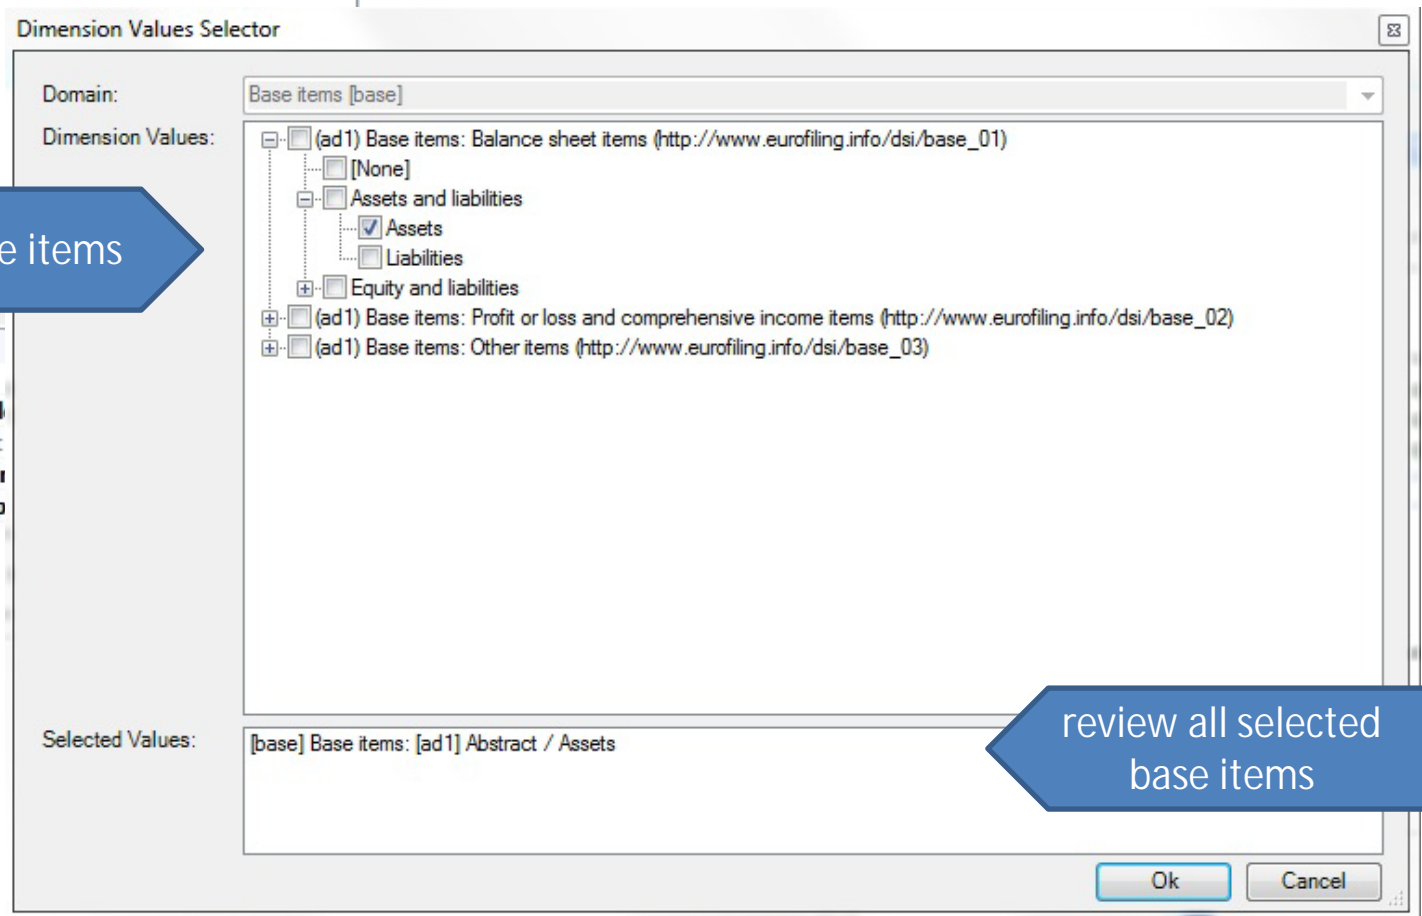 Dimension Values Selector
Domain:
Base items [base]
Dimension Values:
(ad1) Base items: Balance sheet items (http://www.eurofiling.info/dsi/base_01)
[None]
Assets and liabilities
Assets
Liabilities
Equity and liabilities
(ad1) Base items: Profit or loss and comprehensive income items (http://www.eurofiling.info/dsi/base_02)
(ad1) Base items: Other items (http://www.eurofiling.info/dsi/base_03)
items
Selected Values:
[base] Base items: [ad1] Abstract / Assets
review all selected
base items
Ok
Cancel